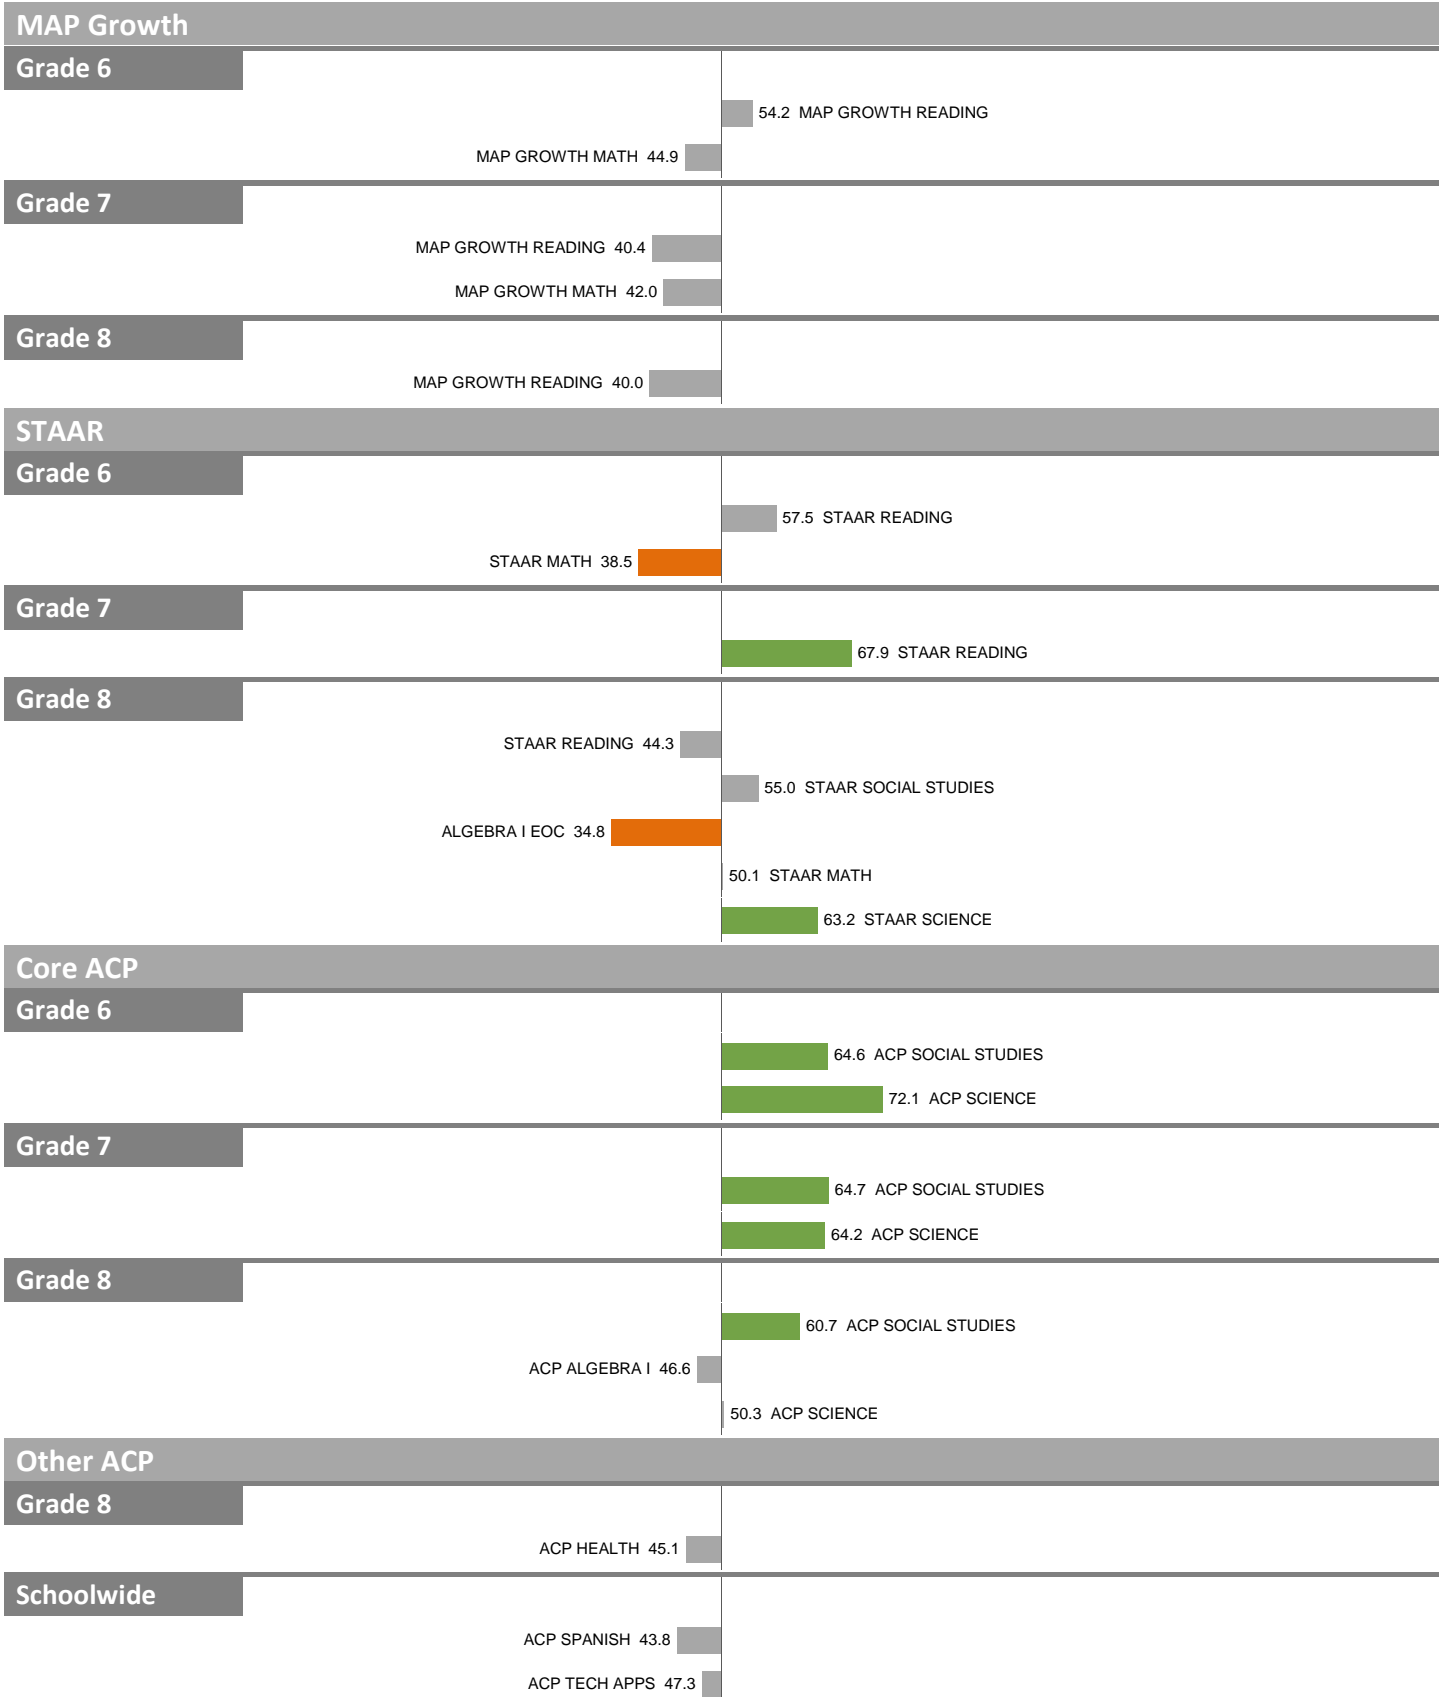 MAP Growth
Grade 6
54.2 MAP GROWTH READING
MAP GROWTH MATH 44.9
Grade 7
MAP GROWTH READING 40.4
MAP GROWTH MATH 42.0
Grade 8
MAP GROWTH READING 40.0
STAAR
Grade 6
57.5 STAAR READING
STAAR MATH 38.5
Grade 7
67.9 STAAR READING
Grade 8
STAAR READING 44.3
55.0 STAAR SOCIAL STUDIES
ALGEBRA I EOC 34.8
50.1 STAAR MATH
63.2 STAAR SCIENCE
Core ACP
Grade 6
64.6 ACP SOCIAL STUDIES
72.1 ACP SCIENCE
Grade 7
64.7 ACP SOCIAL STUDIES
64.2 ACP SCIENCE
Grade 8
60.7 ACP SOCIAL STUDIES
ACP ALGEBRA I 46.6
50.3 ACP SCIENCE
Other ACP
Grade 8
ACP HEALTH 45.1
Schoolwide
ACP SPANISH 43.8
ACP TECH APPS 47.3